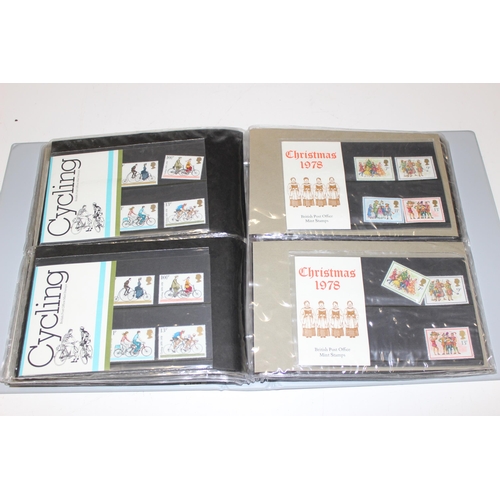 Cycling
Christmas
1978
British Post Office
Mint Stamps
Cycling
Christmas
1978
British Post Office
Mint Stamps